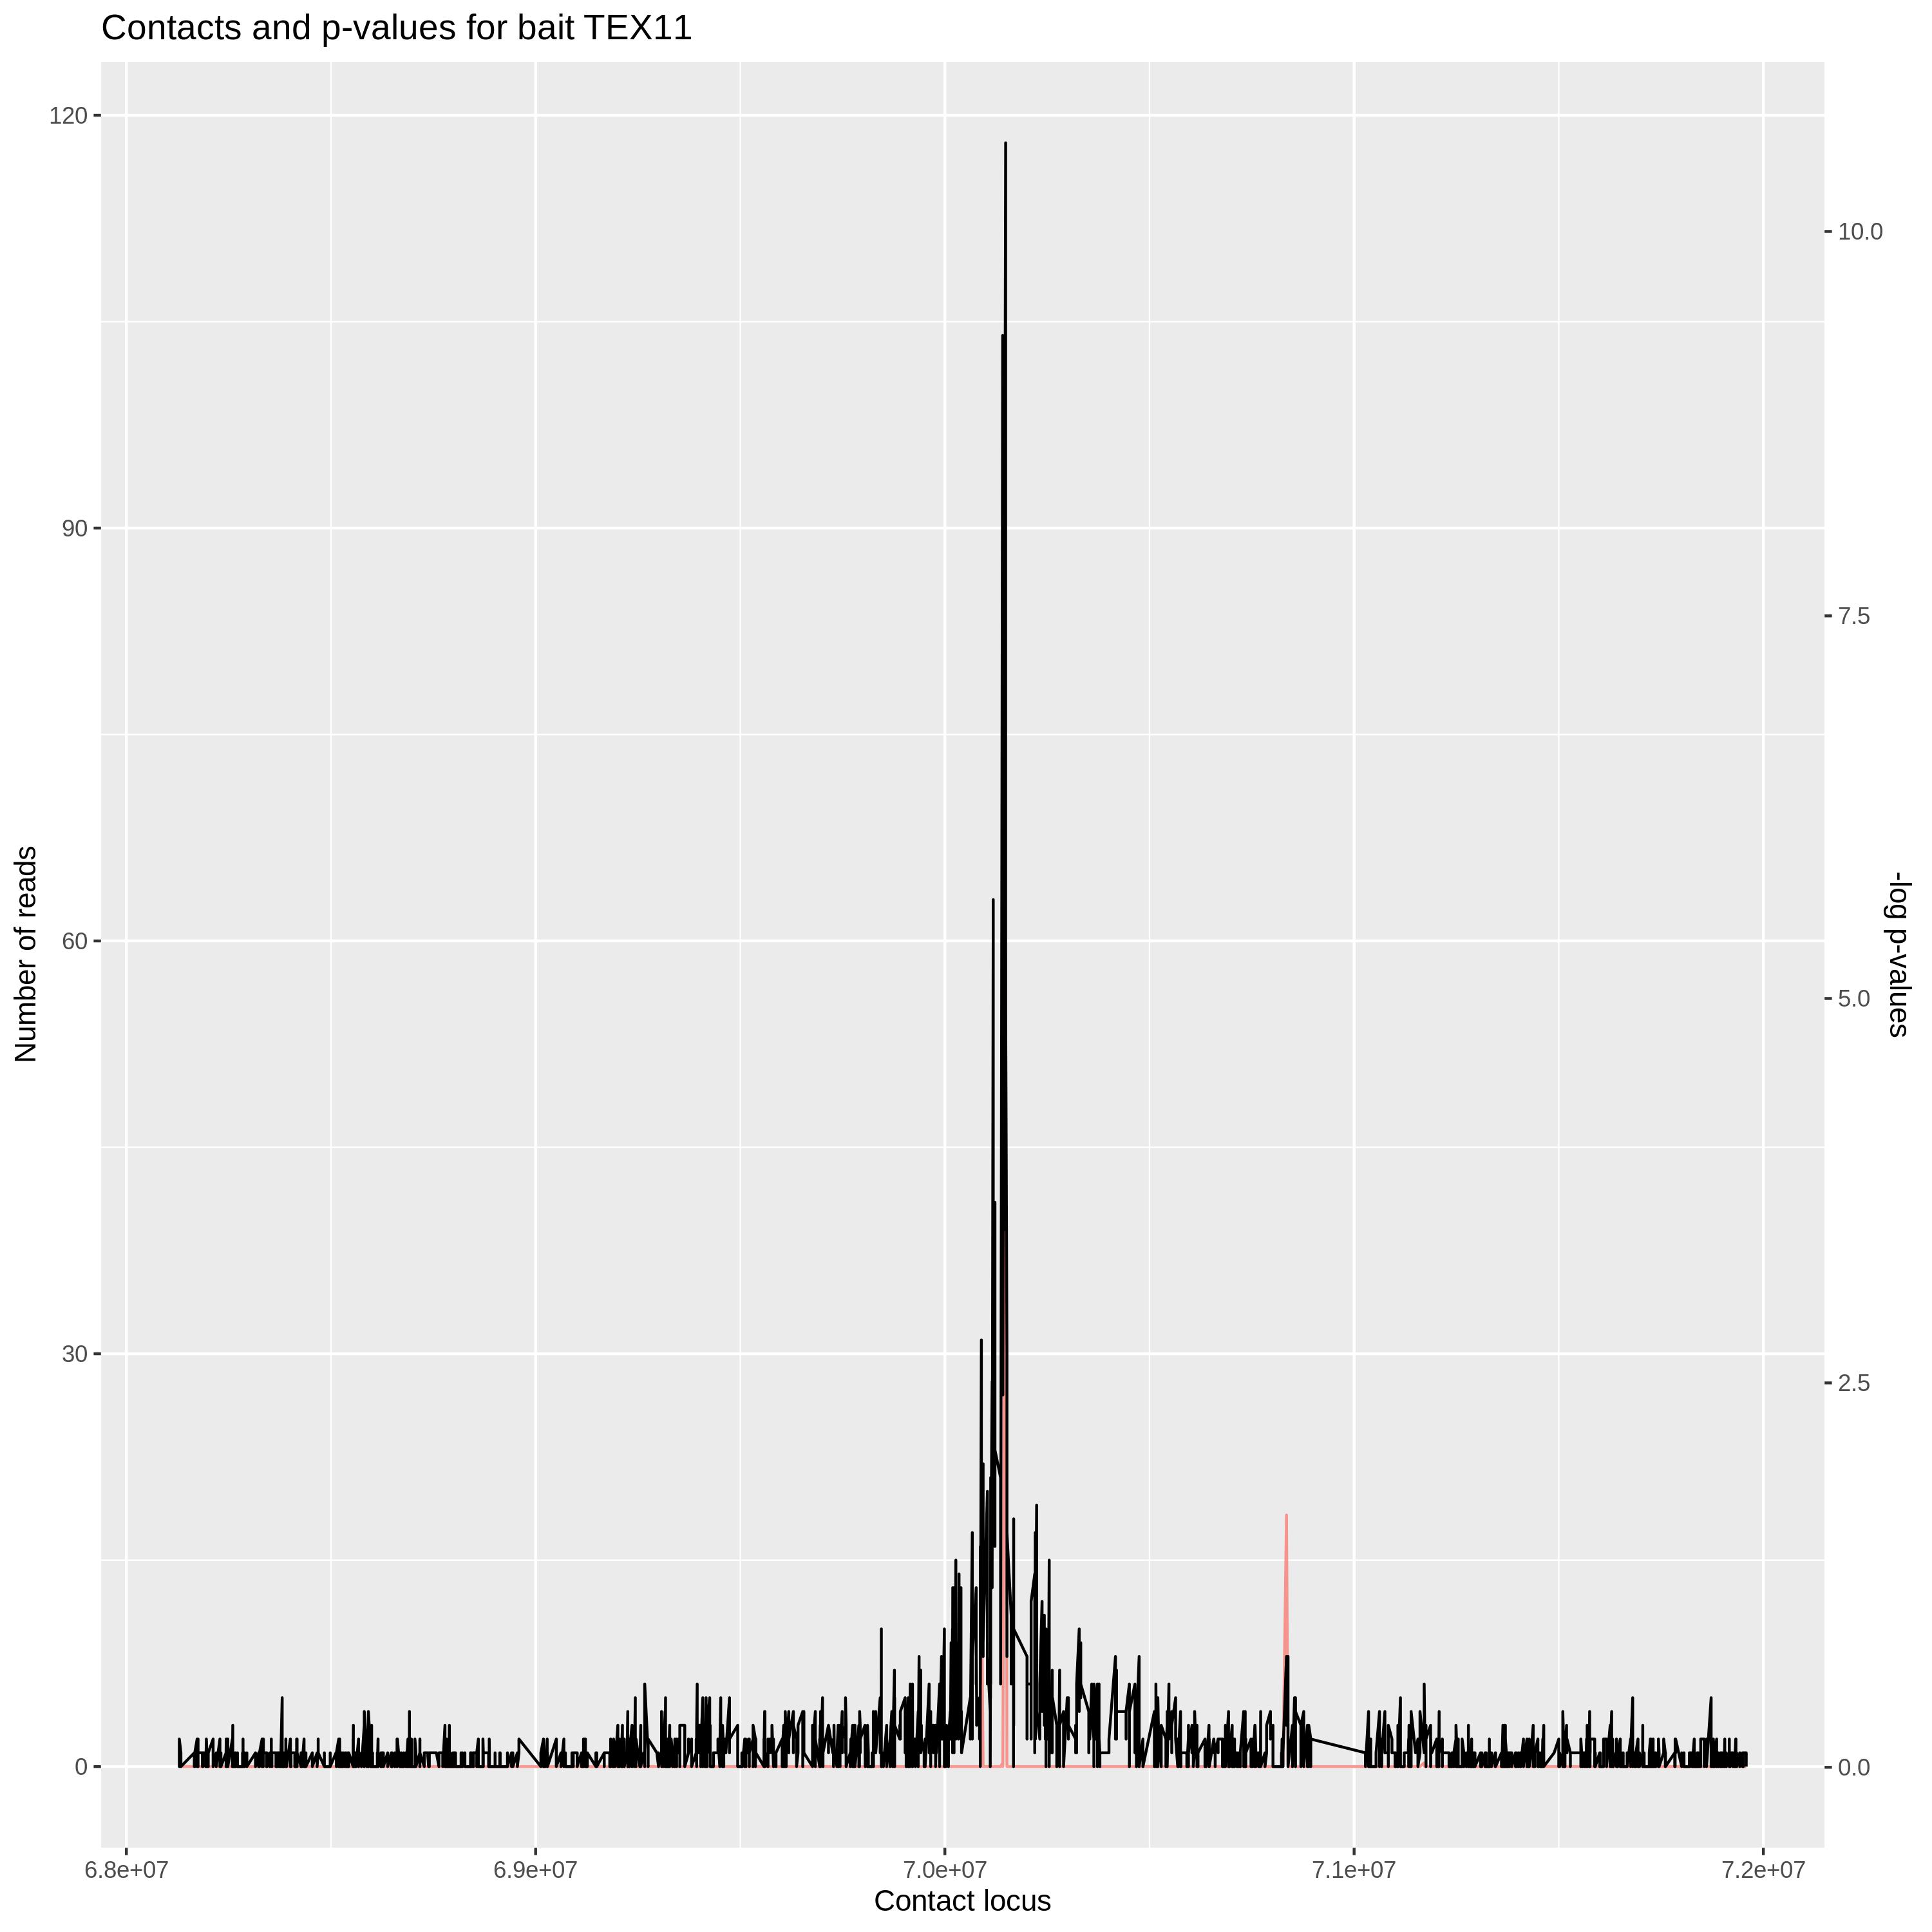 Contacts and p-values for bait TEX11
120
90
60
30
0
Number of reads
10.0
7.5
5.0
2.5
0.0
-log p-values
6.8e+07
6.9e+07
7.0e+07
7.1e+07
7.2e+07
Contact locus